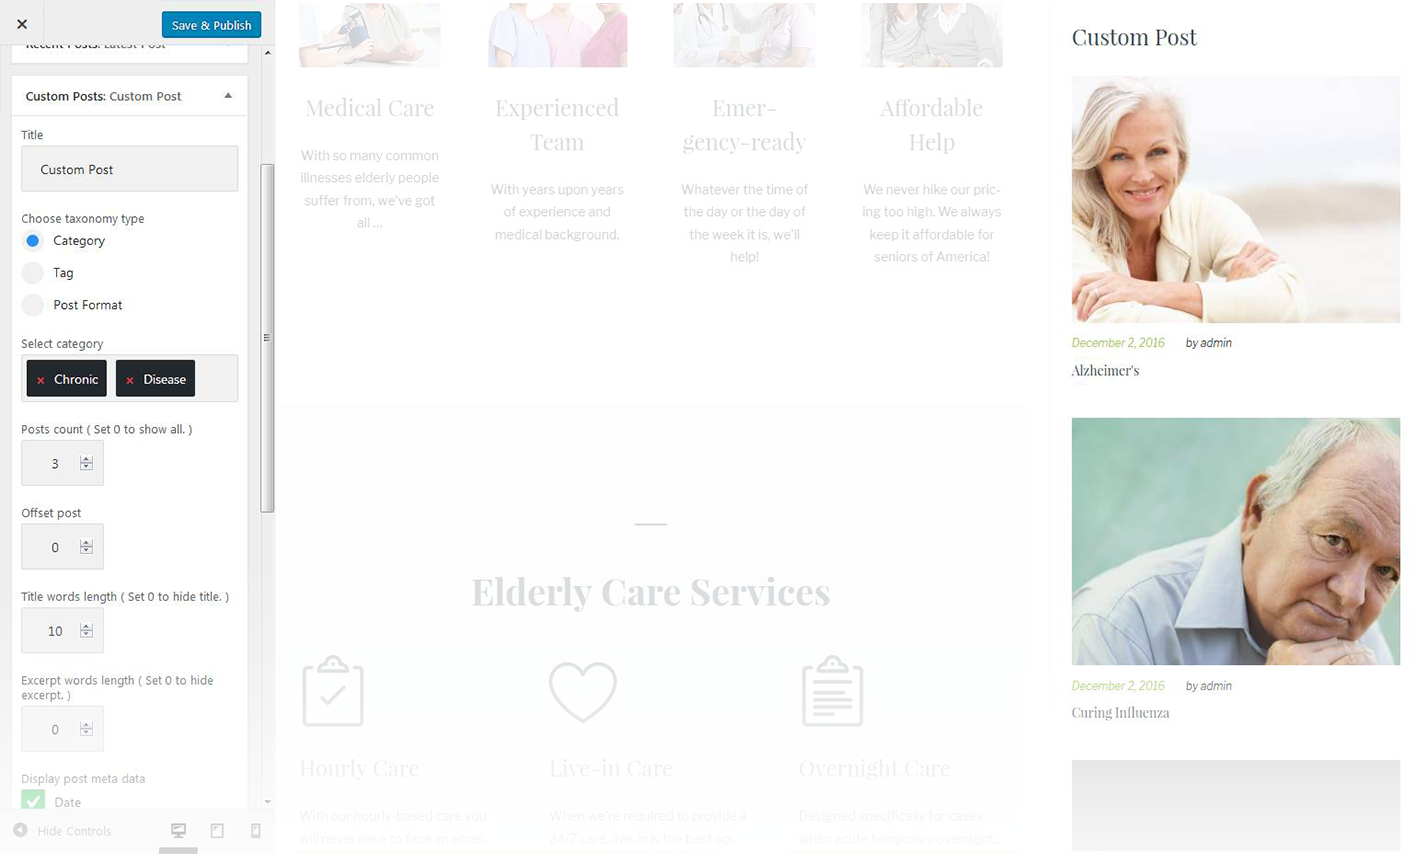 Save & Publish
Recent Posts: Latest Post
Custom Posts: Custom Post
Title
Custom Post
Choose taxonomy type
Category
Tag
Post Format
Select category
× Chronic × Disease
Posts count ( Set 0 to show all. )
3
Offset post
0
Title words length ( Set 0 to hide title. )
10
Excerpt words length ( Set 0 to hide
excerpt. )
0
Display post meta data
Date
Hide Controls
Medical Care
With so many common
illnesses elderly people
suffer from, we've got
all ...
Experienced
Team
With years upon years
of experience and
medical background.
Emer-
gency-ready
Whatever the time of
the day or the day of
the week it is, we'll
help!
Affordable
Help
We never hike our pric-
ing too high. We always
keep it affordable for
seniors of America!
Elderly Care Services
Hourly Care
With our hourly-based care you
will never have to face an emer-
Live-in Care
When we're required to provide a
24/7 care, live-in is the best op-
Overnight Care
Designed specifically for cases
when acute temporary oversight...
Custom Post
December 2, 2016 by admin
Alzheimer's
December 2, 2016 by admin
Curing Influenza